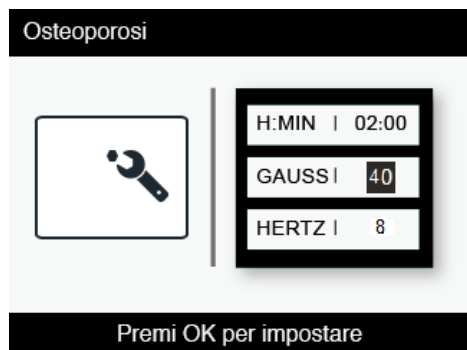 Osteoporosi
H:MIN | 02:00
GAUSS | 40
HERTZ | 8
Premi OK per impostare